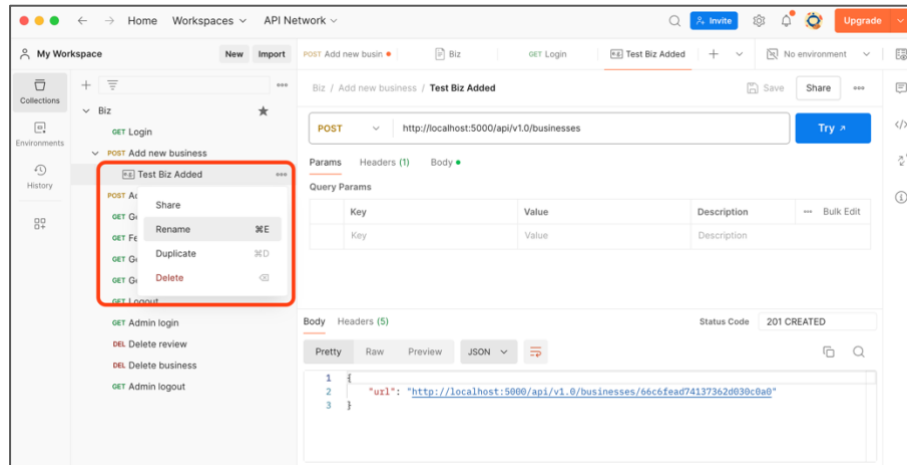 Home Workspaces API Network Invite Upgrade
My Workspace New Import POST Add new busin Biz GET Login e.g. Test Biz Added No environment
Collections
Environments
History
Biz
GET Login
POST Add new business
e.g. Test Biz Added
POST
GET
GET
GET
GET
GET Logout
GET Admin login
DEL Delete review
DEL Delete business
GET Admin logout
Share
Rename ⌘E
Duplicate ⌘D
Delete
Biz / Add new business / Test Biz Added Save Share
POST http://localhost:5000/api/v1.0/businesses Try
Params Headers (1) Body
Query Params
Key Value Description Bulk Edit
Key Value Description
Body Headers (5) Status Code 201 CREATED
Pretty Raw Preview JSON
1 {
2 "url": "http://localhost:5000/api/v1.0/businesses/66c6fead74137362d030c0a0"
3 }